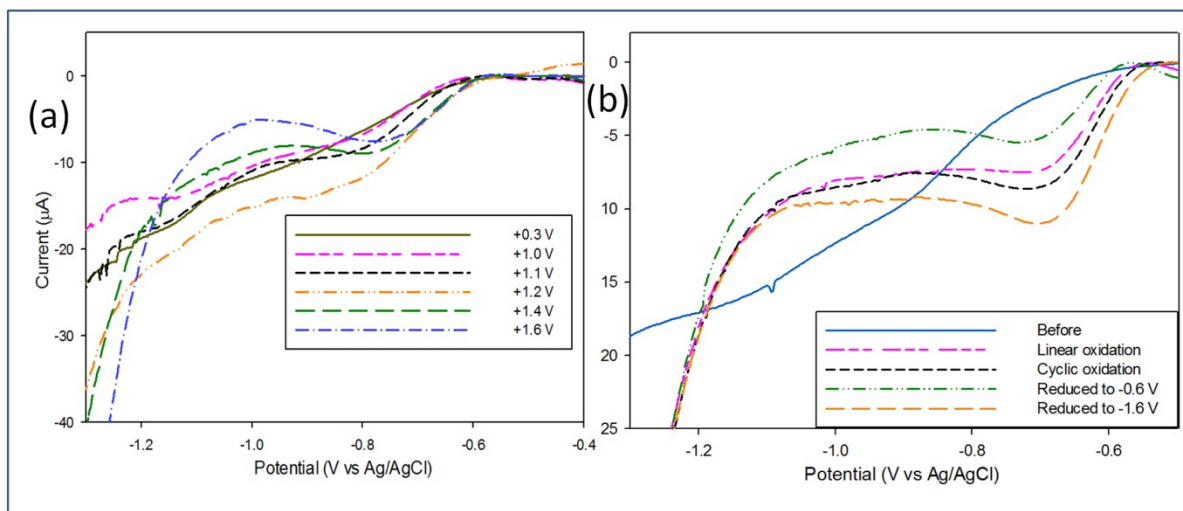 (a)
0
-10
-20
-30
-40
Current (µA)
+0.3 V
+1.0 V
+1.1 V
+1.2 V
+1.4 V
+1.6 V
-1.2 -1.0 -0.8 -0.6 -0.4
Potential (V vs Ag/AgCl)
(b)
0
5
10
15
20
25
Before
Linear oxidation
Cyclic oxidation
Reduced to -0.6 V
Reduced to -1.6 V
-1.2 -1.0 -0.8 -0.6
Potential (V vs Ag/AgCl)